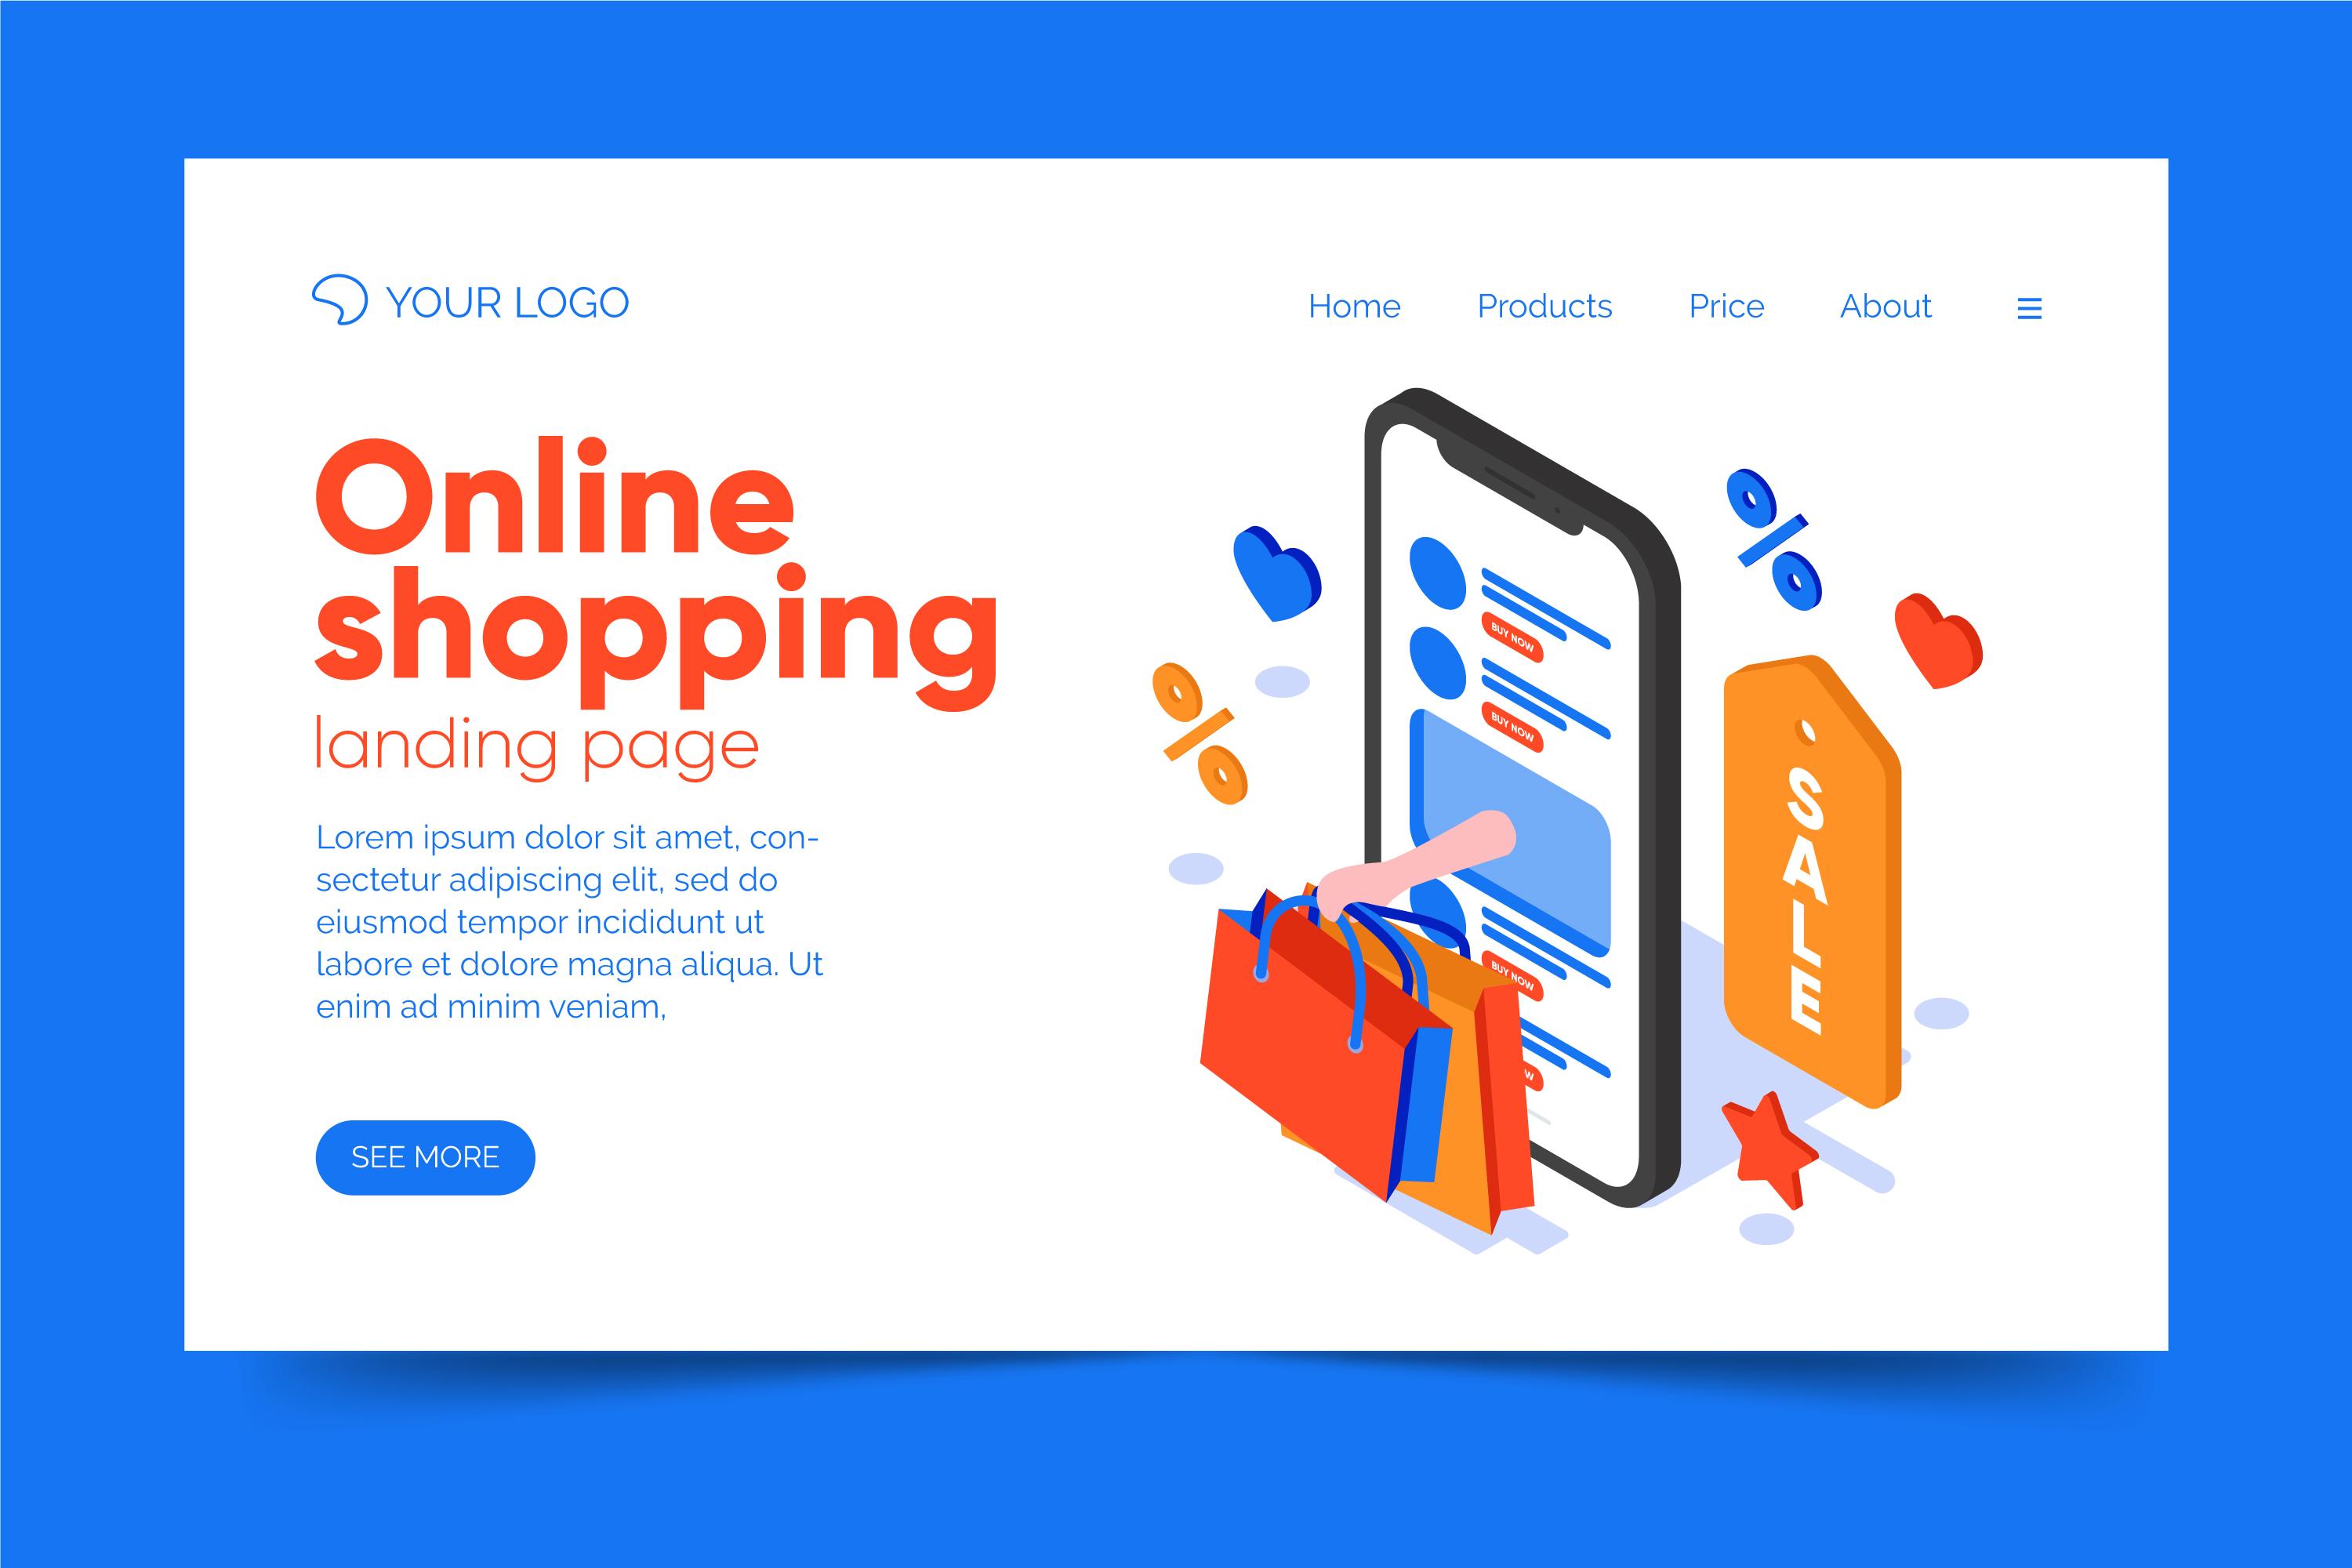 YOUR LOGO
Home Products Price About
Online
shopping
landing page
Lorem ipsum dolor sit amet, con-
sectetur adipiscing elit, sed do
eiusmod tempor incididunt ut
labore et dolore magna aliqua. Ut
enim ad minim veniam,
SEE MORE
BUY NOW
BUY NOW
BUY NOW
SALE